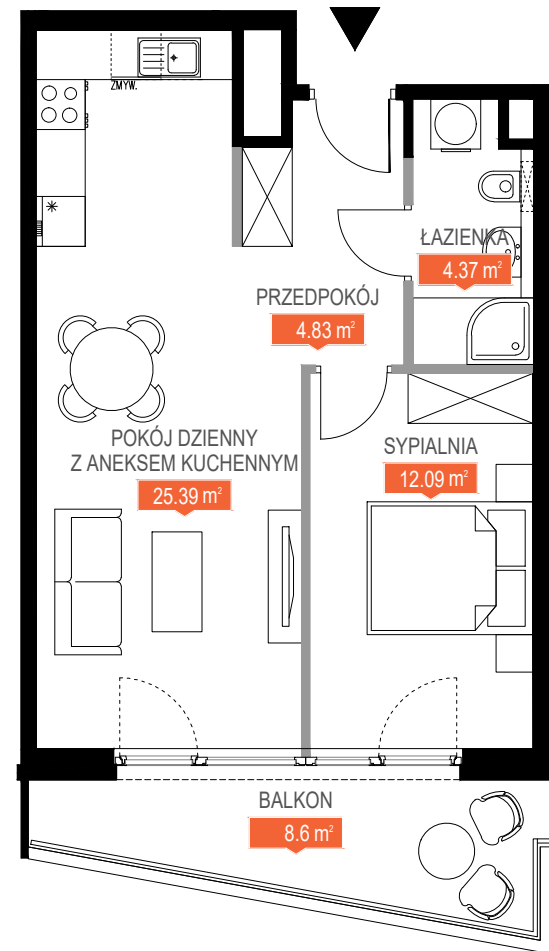 ZMYW.
ŁAZIENKA
4.37 m²
PRZEDPOKÓJ
4.83 m²
POKÓJ DZIENNY
Z ANEKSEM KUCHENNYM
25.39 m²
SYPIALNIA
12.09 m²
BALKON
8.6 m²